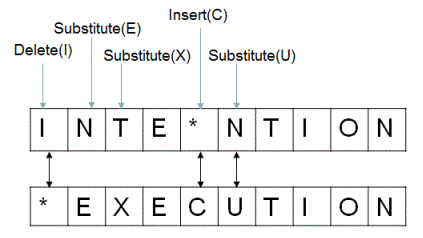 Insert(C)
Substitute(E)
Delete(I)
Substitute(X)
Substitute(U)
I N T E * N T I O N
* E X E C U T I O N